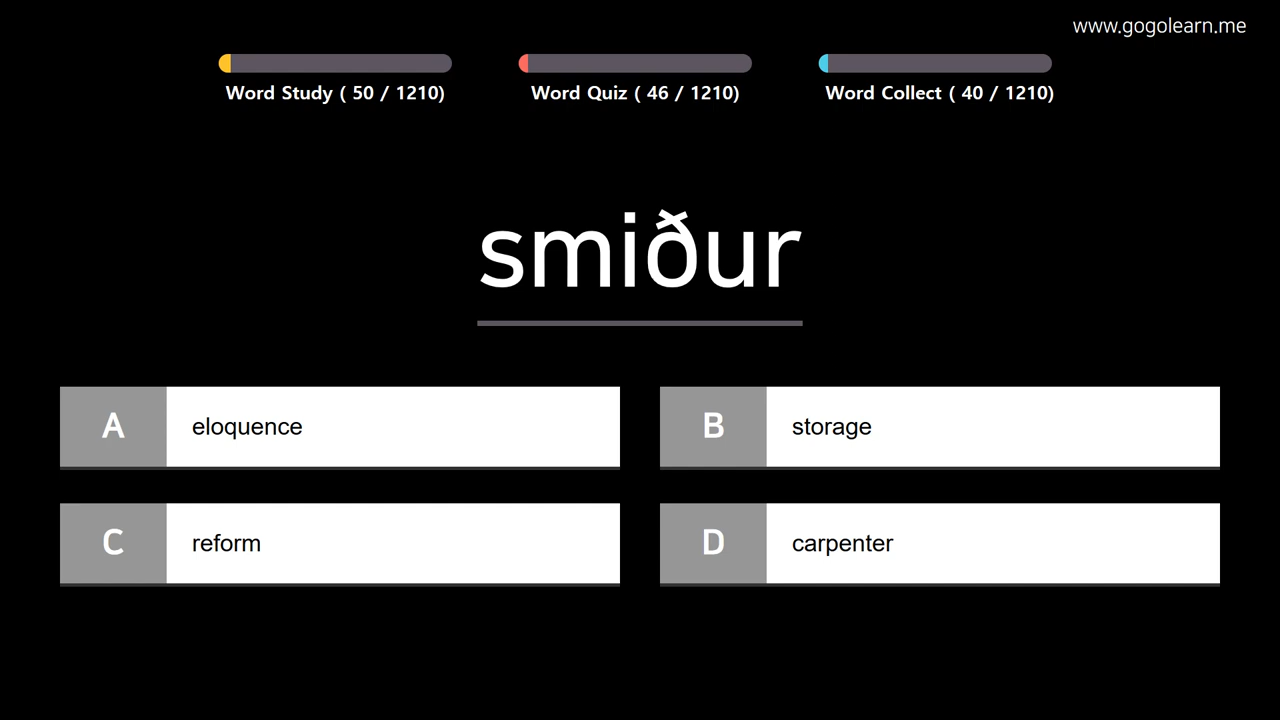 www.gogolearn.me
Word Study ( 50 / 1210)
Word Quiz ( 46 / 1210)
Word Collect ( 40 / 1210)
smiður
A eloquence
B storage
C reform
D carpenter